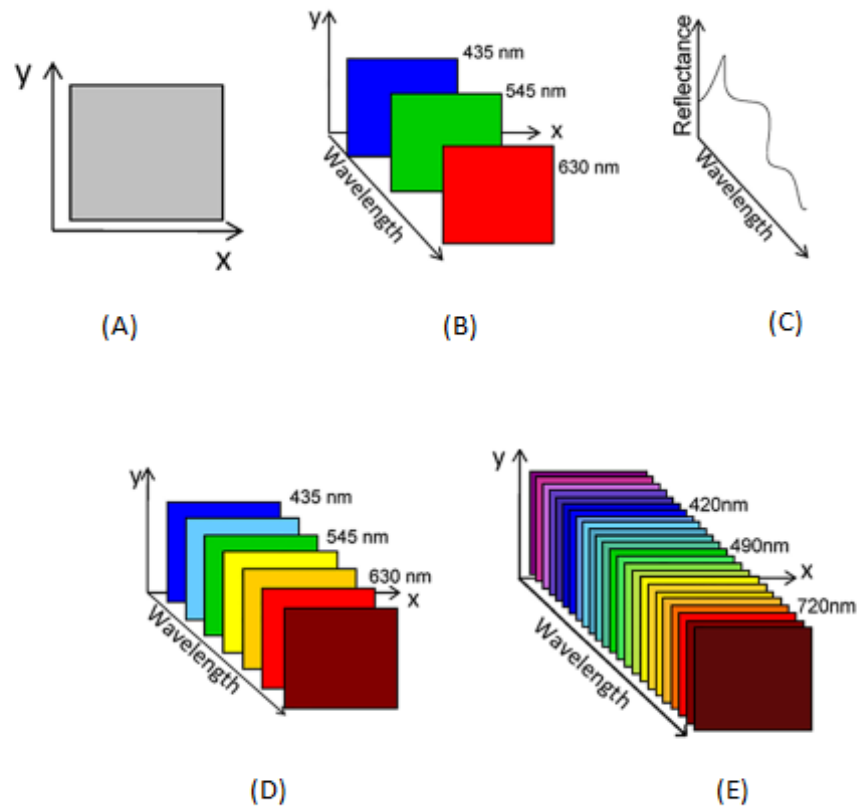 y
x
(A)
y
435 nm
545 nm
x
630 nm
Wavelength
(B)
Reflectance
Wavelength
(C)
y
435 nm
545 nm
630 nm
x
Wavelength
(D)
y
420nm
490nm
x
720nm
Wavelength
(E)